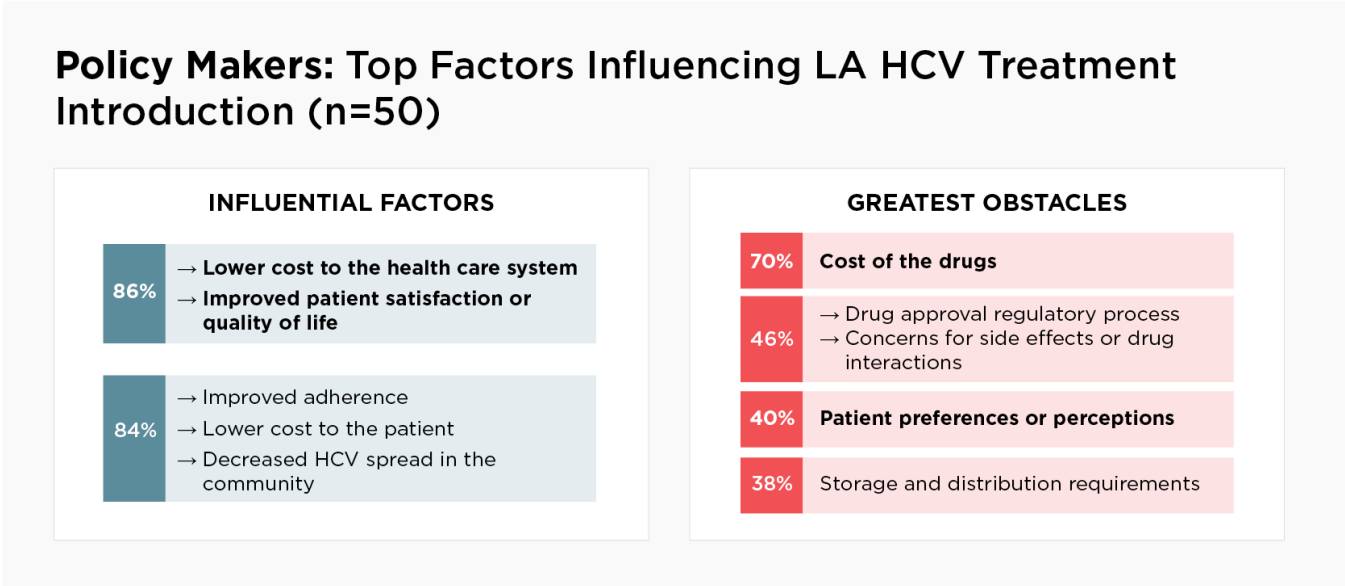 Policy Makers: Top Factors Influencing LA HCV Treatment
Introduction (n=50)
INFLUENTIAL FACTORS
86%
→ Lower cost to the health care system
→ Improved patient satisfaction or
quality of life
84%
→ Improved adherence
→ Lower cost to the patient
→ Decreased HCV spread in the
community
GREATEST OBSTACLES
70%
Cost of the drugs
46%
→ Drug approval regulatory process
→ Concerns for side effects or drug
interactions
40%
Patient preferences or perceptions
38%
Storage and distribution requirements